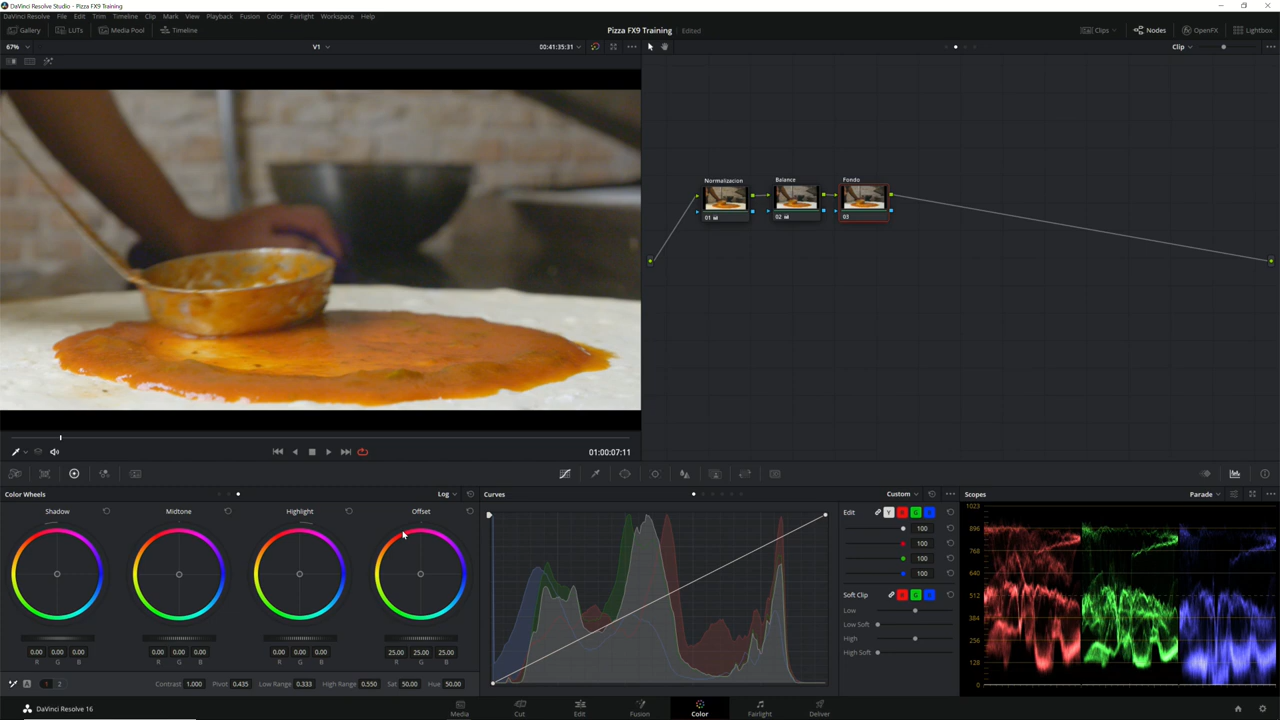 DaVinci Resolve Studio - Pizza FX9 Training
DaVinci Resolve File Edit Trim Timeline Clip Mark View Playback Fusion Color Fairlight Workspace Help
Gallery LUTs Media Pool Timeline Pizza FX9 Training Edited Clips Nodes OpenFX Lightbox
67% V1 00:41:35:31 Clip
Normalizacion Balance Fondo
01 02 03
01:00:07:11
Color Wheels Log
Shadow Midtone Highlight Offset
0.00 0.00 0.00 0.00 0.00 0.00 0.00 0.00 0.00 25.00 25.00 25.00
R G B R G B R G B R G B
A 1 2 Contrast 1.000 Pivot 0.435 Low Range 0.333 High Range 0.550 Sat 50.00 Hue 50.00
Curves Custom
Edit Y R G B
100
100
100
100
Soft Clip R G B
Low
Low Soft
High
High Soft
Scopes Parade
1023
896
768
640
512
384
256
128
0
DaVinci Resolve 16 Media Cut Edit Fusion Color Fairlight Deliver